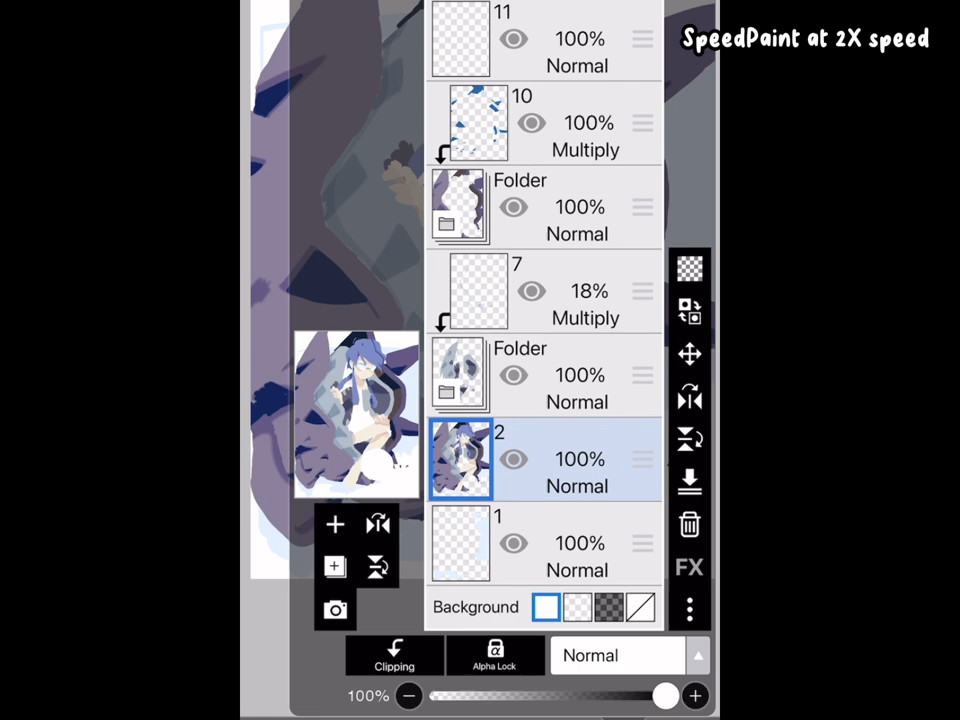 SpeedPaint at 2X speed
11
100%
Normal
10
100%
Multiply
Folder
100%
Normal
7
18%
Multiply
Folder
100%
Normal
2
100%
Normal
1
100%
Normal
Background
FX
Clipping
α
Alpha Lock
Normal
100%